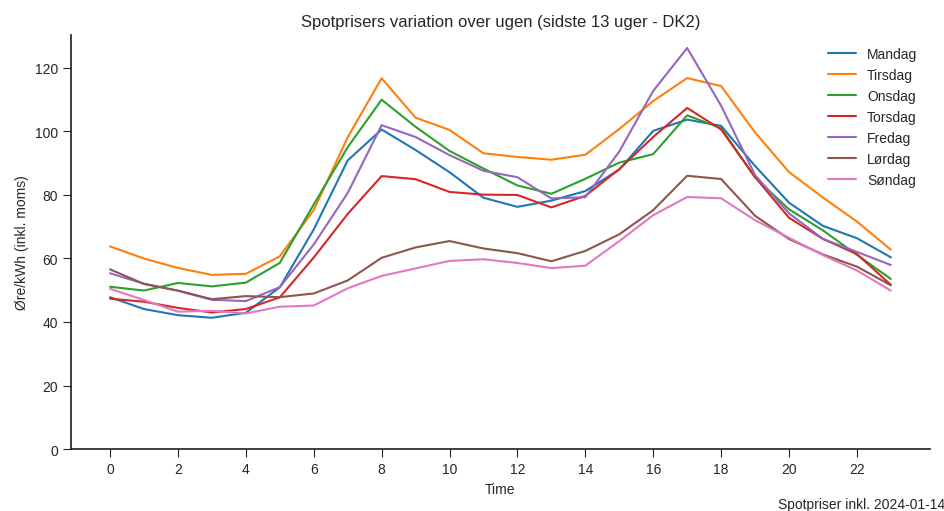 Spotprisers variation over ugen (sidste 13 uger - DK2)
Øre/kWh (inkl. moms)
120
100
80
60
40
20
0
Mandag
Tirsdag
Onsdag
Torsdag
Fredag
Lørdag
Søndag
0 2 4 6 8 10 12 14 16 18 20 22
Time
Spotpriser inkl. 2024-01-14